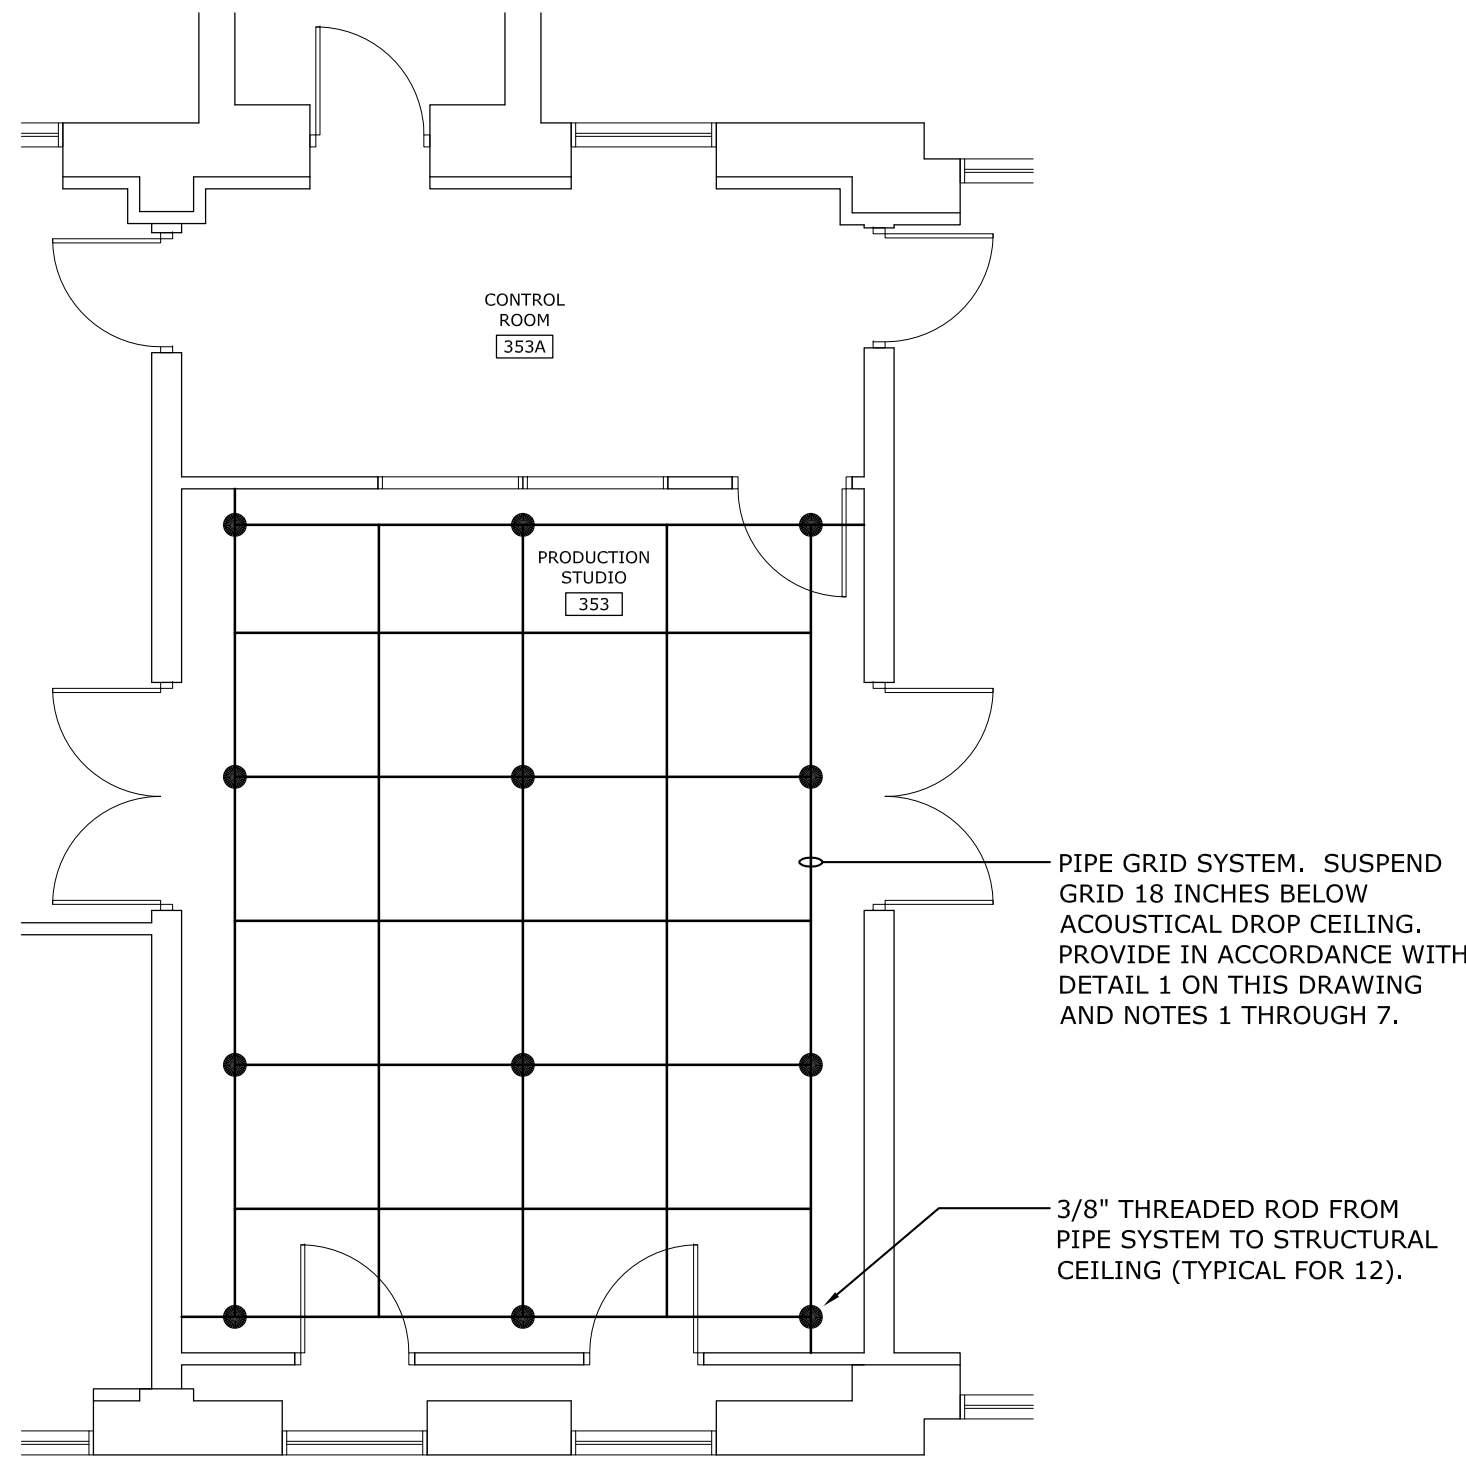 CONTROL
ROOM
353A
PRODUCTION
STUDIO
353
PIPE GRID SYSTEM.  SUSPEND
GRID 18 INCHES BELOW
ACOUSTICAL DROP CEILING.
PROVIDE IN ACCORDANCE WITH
DETAIL 1 ON THIS DRAWING
AND NOTES 1 THROUGH 7.
3/8" THREADED ROD FROM
PIPE SYSTEM TO STRUCTURAL
CEILING (TYPICAL FOR 12).